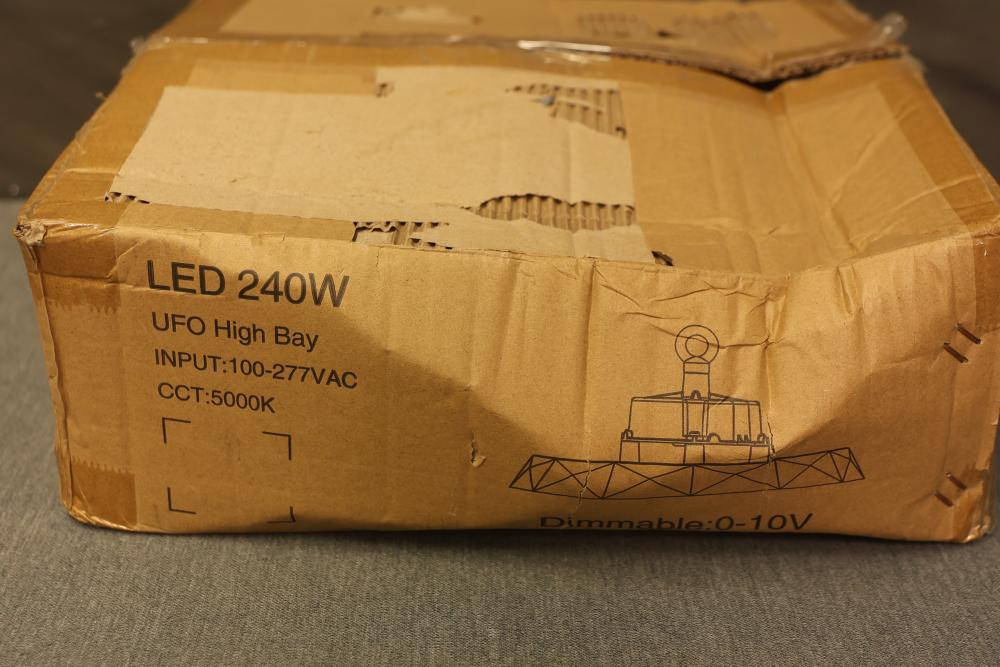 LED 240W
UFO High Bay
INPUT:100-277VAC
CCT:5000K
Dimmable:0-10V